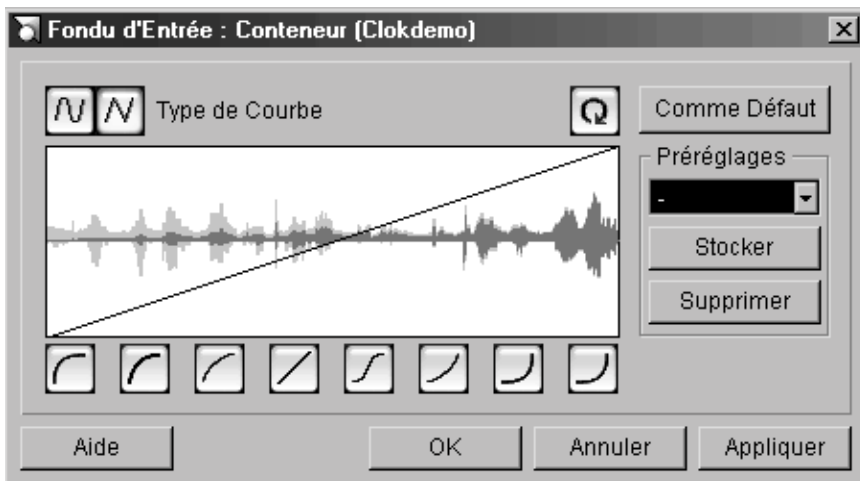 Fondu d'Entrée : Conteneur (Clokdemo)
Type de Courbe
Comme Défaut
Préréglages
-
Stocker
Supprimer
Aide
OK
Annuler
Appliquer